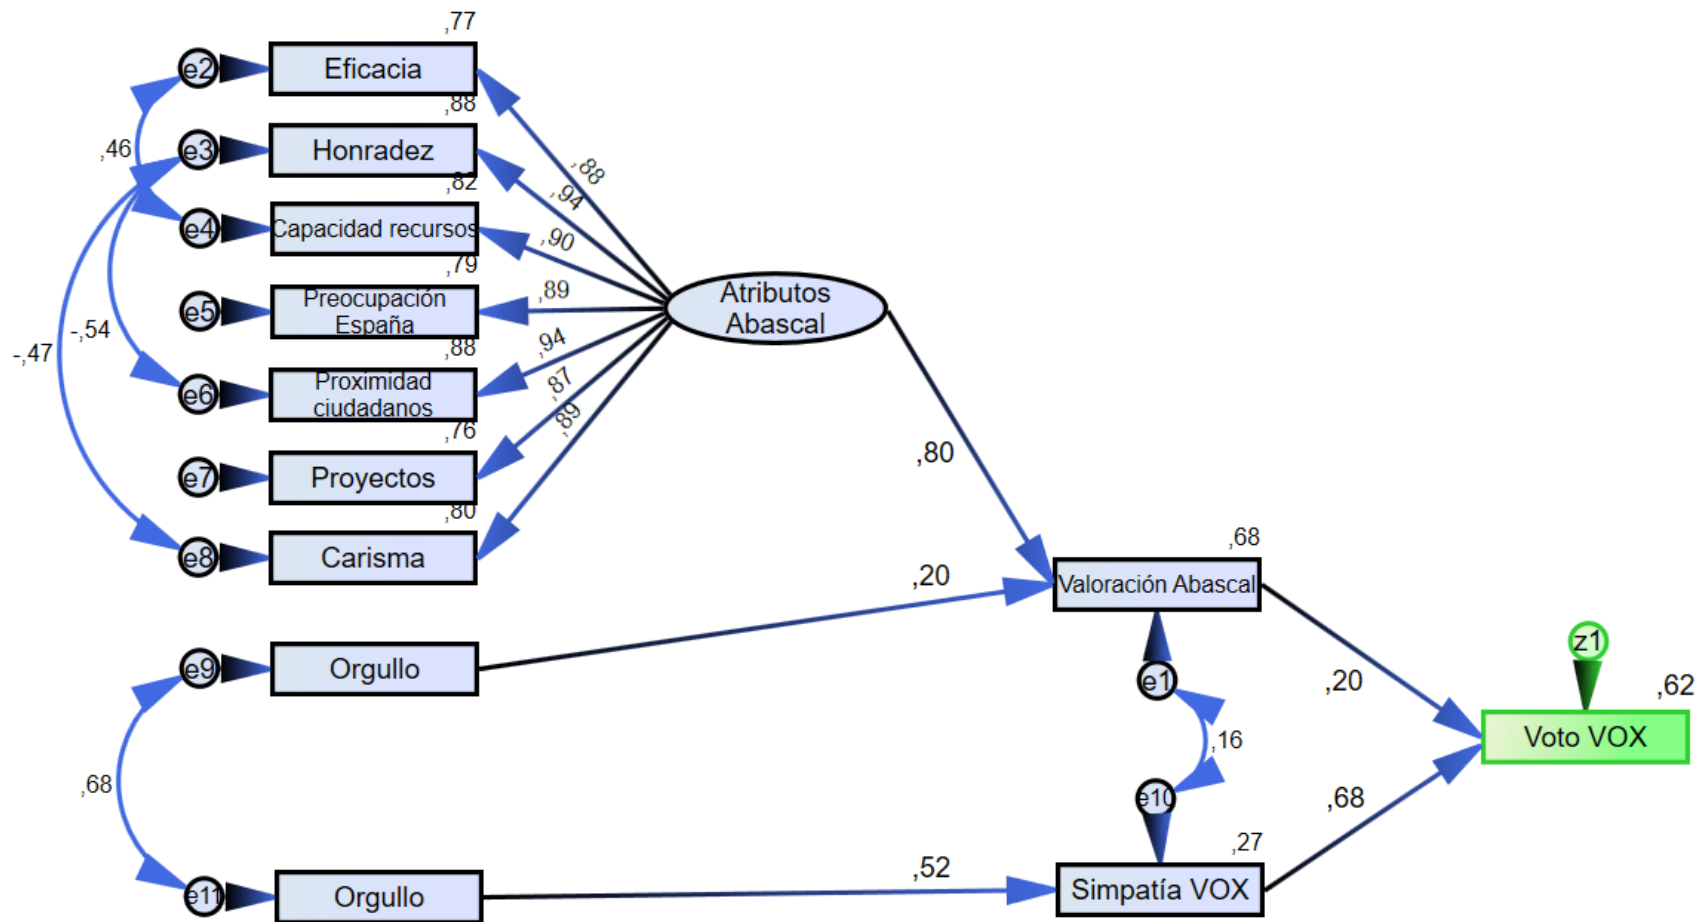 ,77
e2
Eficacia
,88
e3
Honradez
,46
,82
e4
Capacidad recursos
,79
e5
Preocupación
España
,88
-,54
-,47
e6
Proximidad
ciudadanos
,76
e7
Proyectos
,80
e8
Carisma
,88
,94
,90
,89
,94
,87
,89
Atributos
Abascal
,80
,20
,68
Valoración Abascal
e9
Orgullo
e1
,16
e10
,20
z1
,62
Voto VOX
,68
,68
,27
,52
e11
Orgullo
Simpatía VOX